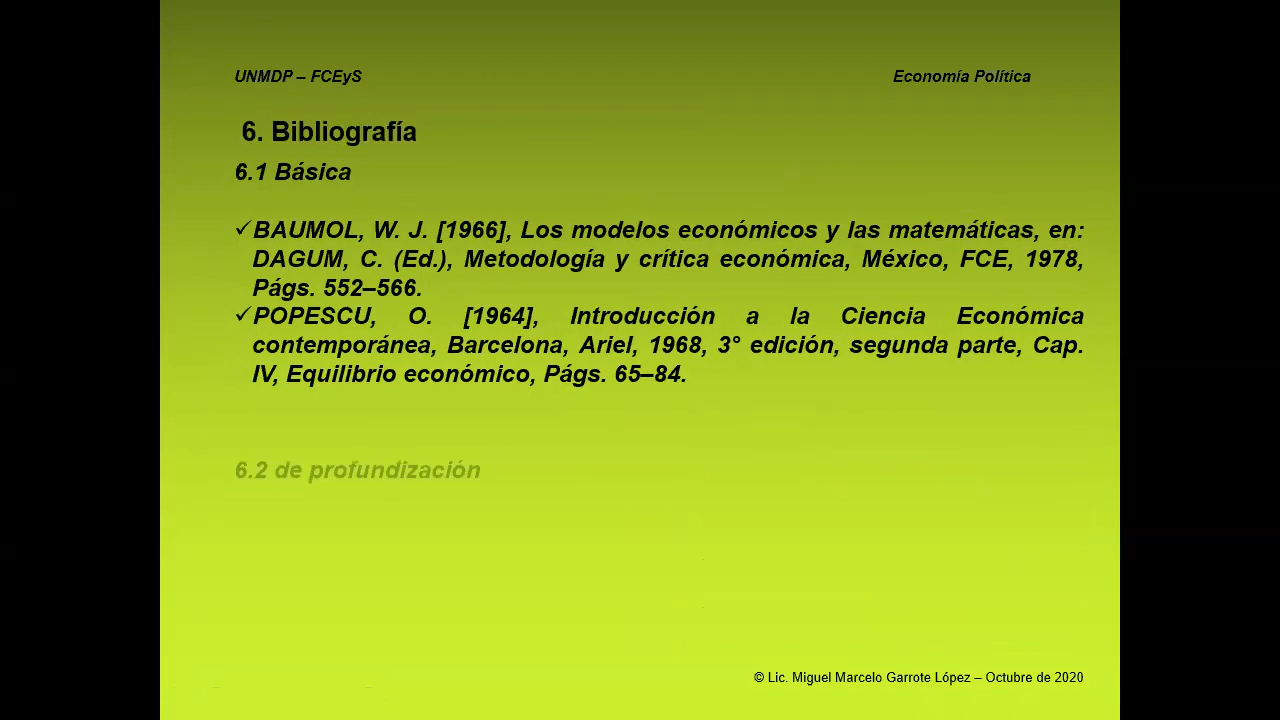 UNMDP – FCEyS
Economía Política
6. Bibliografía
6.1 Básica
✓BAUMOL, W. J. [1966], Los modelos económicos y las matemáticas, en:
DAGUM, C. (Ed.), Metodología y crítica económica, México, FCE, 1978,
Págs. 552–566.
✓POPESCU, O. [1964], Introducción a la Ciencia Económica
contemporánea, Barcelona, Ariel, 1968, 3° edición, segunda parte, Cap.
IV, Equilibrio económico, Págs. 65–84.
6.2 de profundización
© Lic. Miguel Marcelo Garrote López – Octubre de 2020